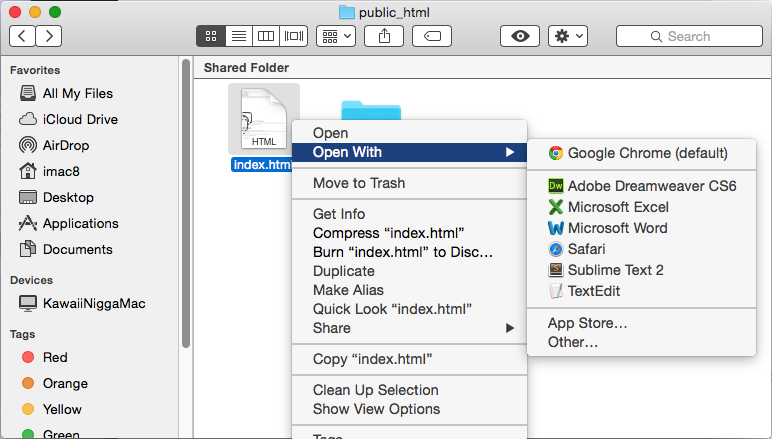 public_html
Search
Favorites
All My Files
iCloud Drive
AirDrop
imac8
Desktop
Applications
Documents
Devices
KawaiiNiggaMac
Tags
Red
Orange
Yellow
Green
Shared Folder
HTML
index.html
Open
Open With
Move to Trash
Get Info
Compress “index.html”
Burn “index.html” to Disc…
Duplicate
Make Alias
Quick Look “index.html”
Share
Copy “index.html”
Clean Up Selection
Show View Options
Tags
Google Chrome (default)
Dw Adobe Dreamweaver CS6
Microsoft Excel
Microsoft Word
Safari
Sublime Text 2
TextEdit
App Store…
Other…